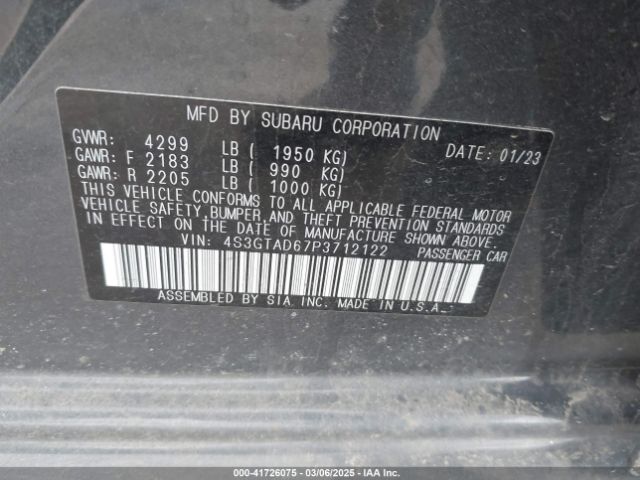 MFD BY SUBARU CORPORATION
GVWR: 4299 LB ( 1950 KG) DATE: 01/23
GAWR: F 2183 LB ( 990 KG)
GAWR: R 2205 LB ( 1000 KG)
THIS VEHICLE CONFORMS TO ALL APPLICABLE FEDERAL MOTOR
VEHICLE SAFETY, BUMPER, AND THEFT PREVENTION STANDARDS
IN EFFECT ON THE DATE OF MANUFACTURE SHOWN ABOVE.
VIN: 4S3GTAD67P3712122 PASSENGER CAR
ASSEMBLED BY SIA INC. MADE IN U.S.A.
000-41726075 - 03/06/2025 - IAA Inc.